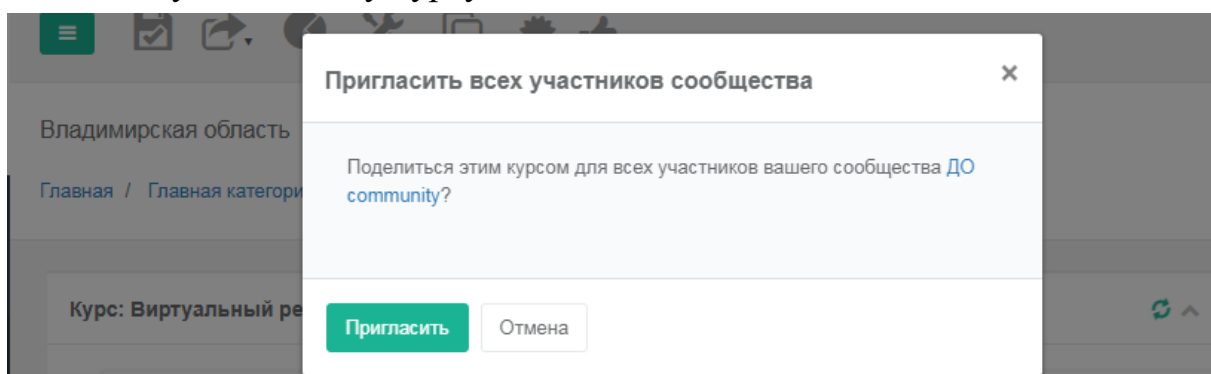 Пригласить всех участников сообщества ×
Владимирская область
Поделиться этим курсом для всех участников вашего сообщества ДО
community?
Главная / Главная категори
Курс: Виртуальный ре
Пригласить
Отмена